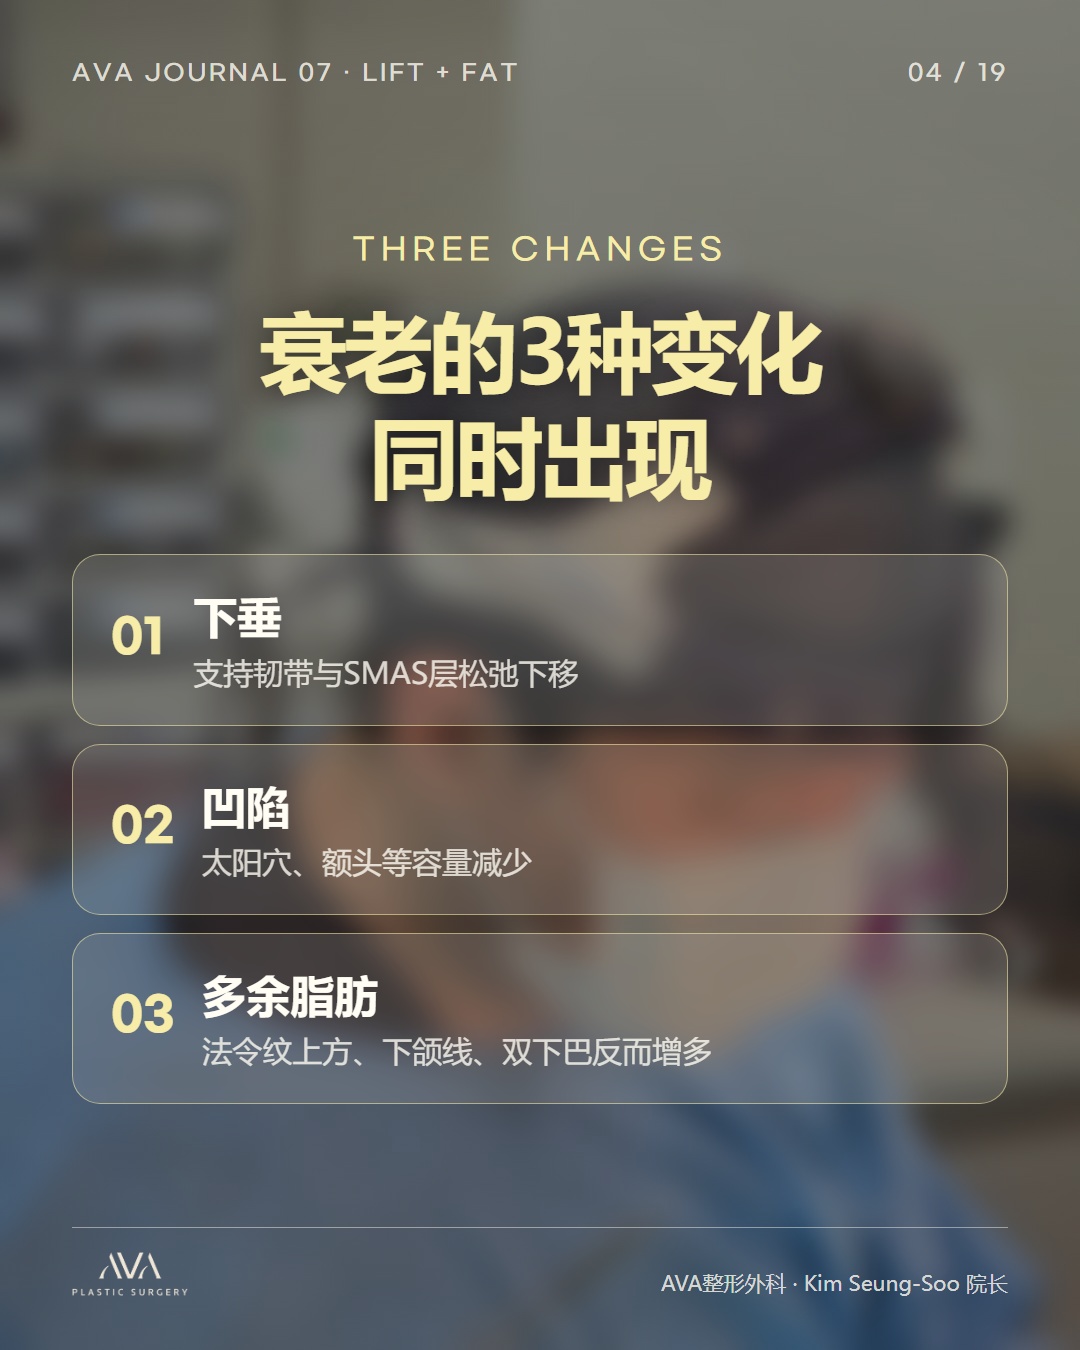 AVA JOURNAL 07 · LIFT + FAT
04 / 19
THREE CHANGES
衰老的3种变化
同时出现
01
下垂
支持韧带与SMAS层松弛下移
02
凹陷
太阳穴、额头等容量减少
03
多余脂肪
法令纹上方、下颌线、双下巴反而增多
AVA
PLASTIC SURGERY
AVA整形外科 · Kim Seung-Soo 院长